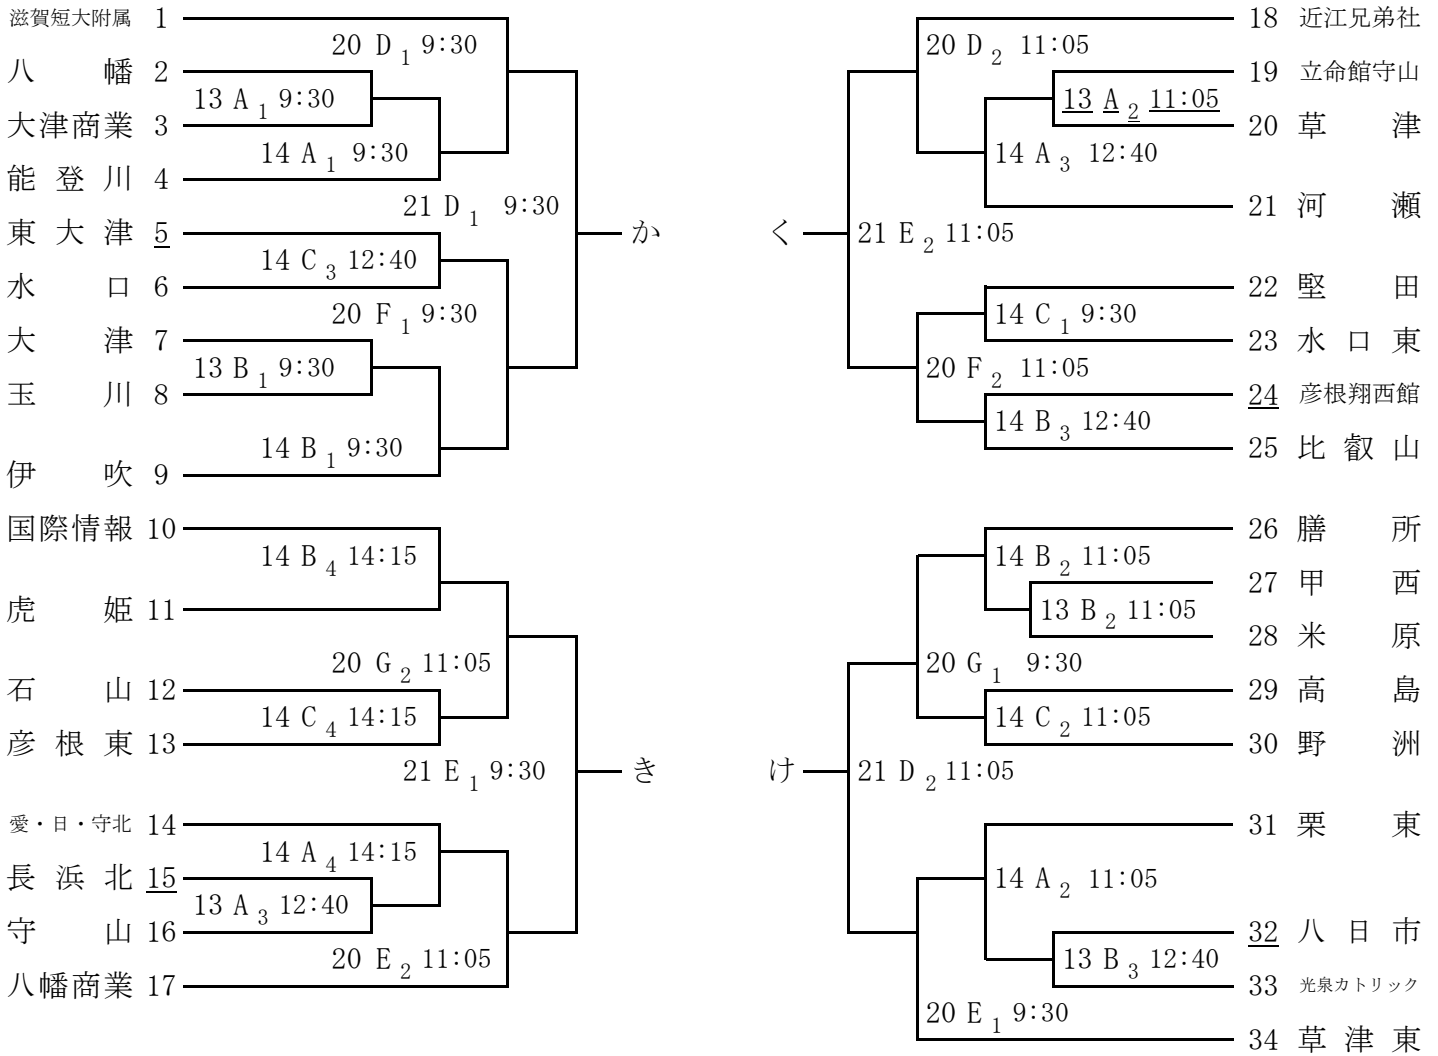 滋賀短大附属 1
20 D 1 9:30
八幡 2
13 A 1 9:30
大津商業 3
14 A 1 9:30
能登川 4
21 D 1 9:30
東大津 5
か
14 C 3 12:40
水口 6
20 F 1 9:30
大津 7
13 B 1 9:30
玉川 8
14 B 1 9:30
伊吹 9
国際情報 10
14 B 4 14:15
虎姫 11
20 G 2 11:05
石山 12
14 C 4 14:15
彦根東 13
21 E 1 9:30
き
愛・日・守北 14
14 A 4 14:15
長浜北 15
13 A 3 12:40
守山 16
20 E 2 11:05
八幡商業 17
18 近江兄弟社
20 D 2 11:05
19 立命館守山
13 A 2 11:05
20 草津
14 A 3 12:40
21 河瀬
く
21 E 2 11:05
22 堅田
14 C 1 9:30
23 水口東
20 F 2 11:05
24 彦根翔西館
14 B 3 12:40
25 比叡山
26 膳所
14 B 2 11:05
27 甲西
13 B 2 11:05
28 米原
20 G 1 9:30
29 高島
14 C 2 11:05
30 野洲
け
21 D 2 11:05
31 栗東
14 A 2 11:05
32 八日市
13 B 3 12:40
33 光泉カトリック
20 E 1 9:30
34 草津東